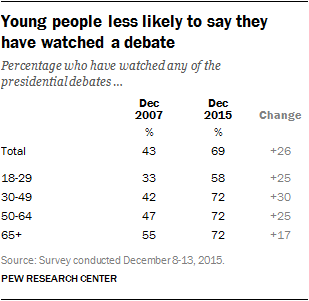 Young people less likely to say they
have watched a debate
Percentage who have watched any of the
presidential debates ...
Dec 2007 Dec 2015 Change
% %
Total 43 69 +26
18-29 33 58 +25
30-49 42 72 +30
50-64 47 72 +25
65+ 55 72 +17
Source: Survey conducted December 8-13, 2015.
PEW RESEARCH CENTER